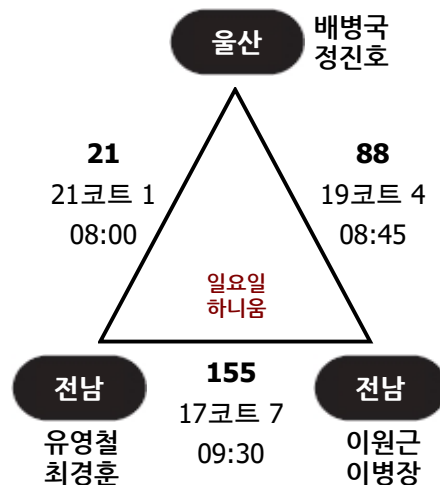 울산
배병국
정진호
21
21코트 1
08:00
88
19코트 4
08:45
일요일
하니움
전남
유영철
최경훈
155
17코트 7
09:30
전남
이원근
이병장